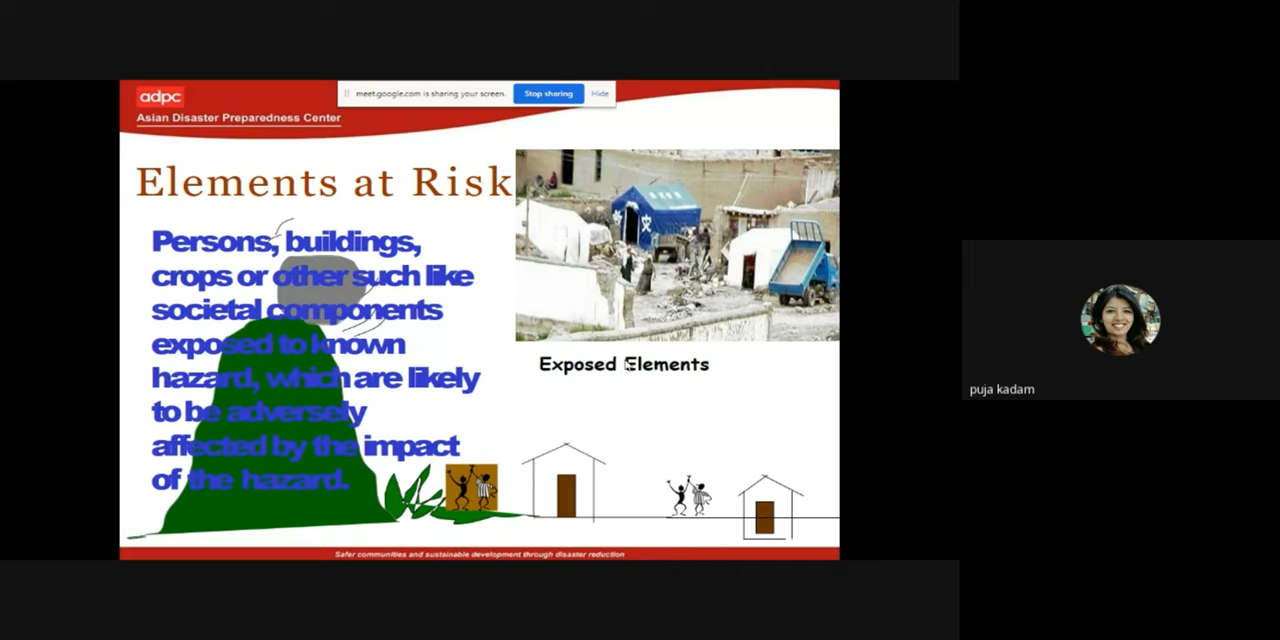 adpc
Asian Disaster Preparedness Center
meet.google.com is sharing your screen.
Stop sharing
Hide
Elements at Risk
Persons, buildings,
crops or other such like
societal components
exposed to known
hazard, which are likely
to be adversely
affected by the impact
of the hazard.
Exposed Elements
Safer communities and sustainable development through disaster reduction
puja kadam